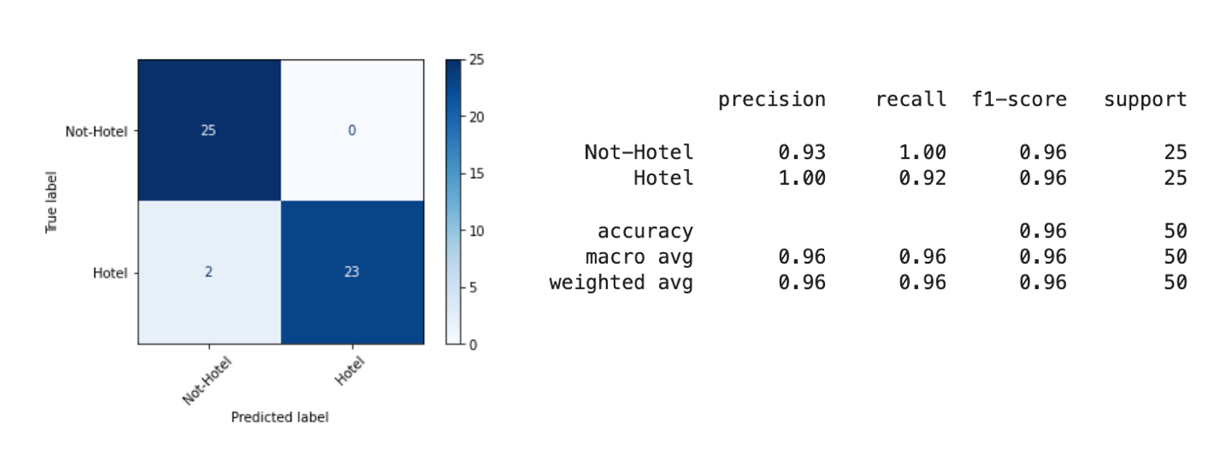 25
20
15
10
5
0
True label
Not-Hotel
25 0
Hotel
2 23
Not-Hotel
Hotel
Predicted label
precision recall f1-score support
Not-Hotel 0.93 1.00 0.96 25
Hotel 1.00 0.92 0.96 25
accuracy 0.96 50
macro avg 0.96 0.96 0.96 50
weighted avg 0.96 0.96 0.96 50